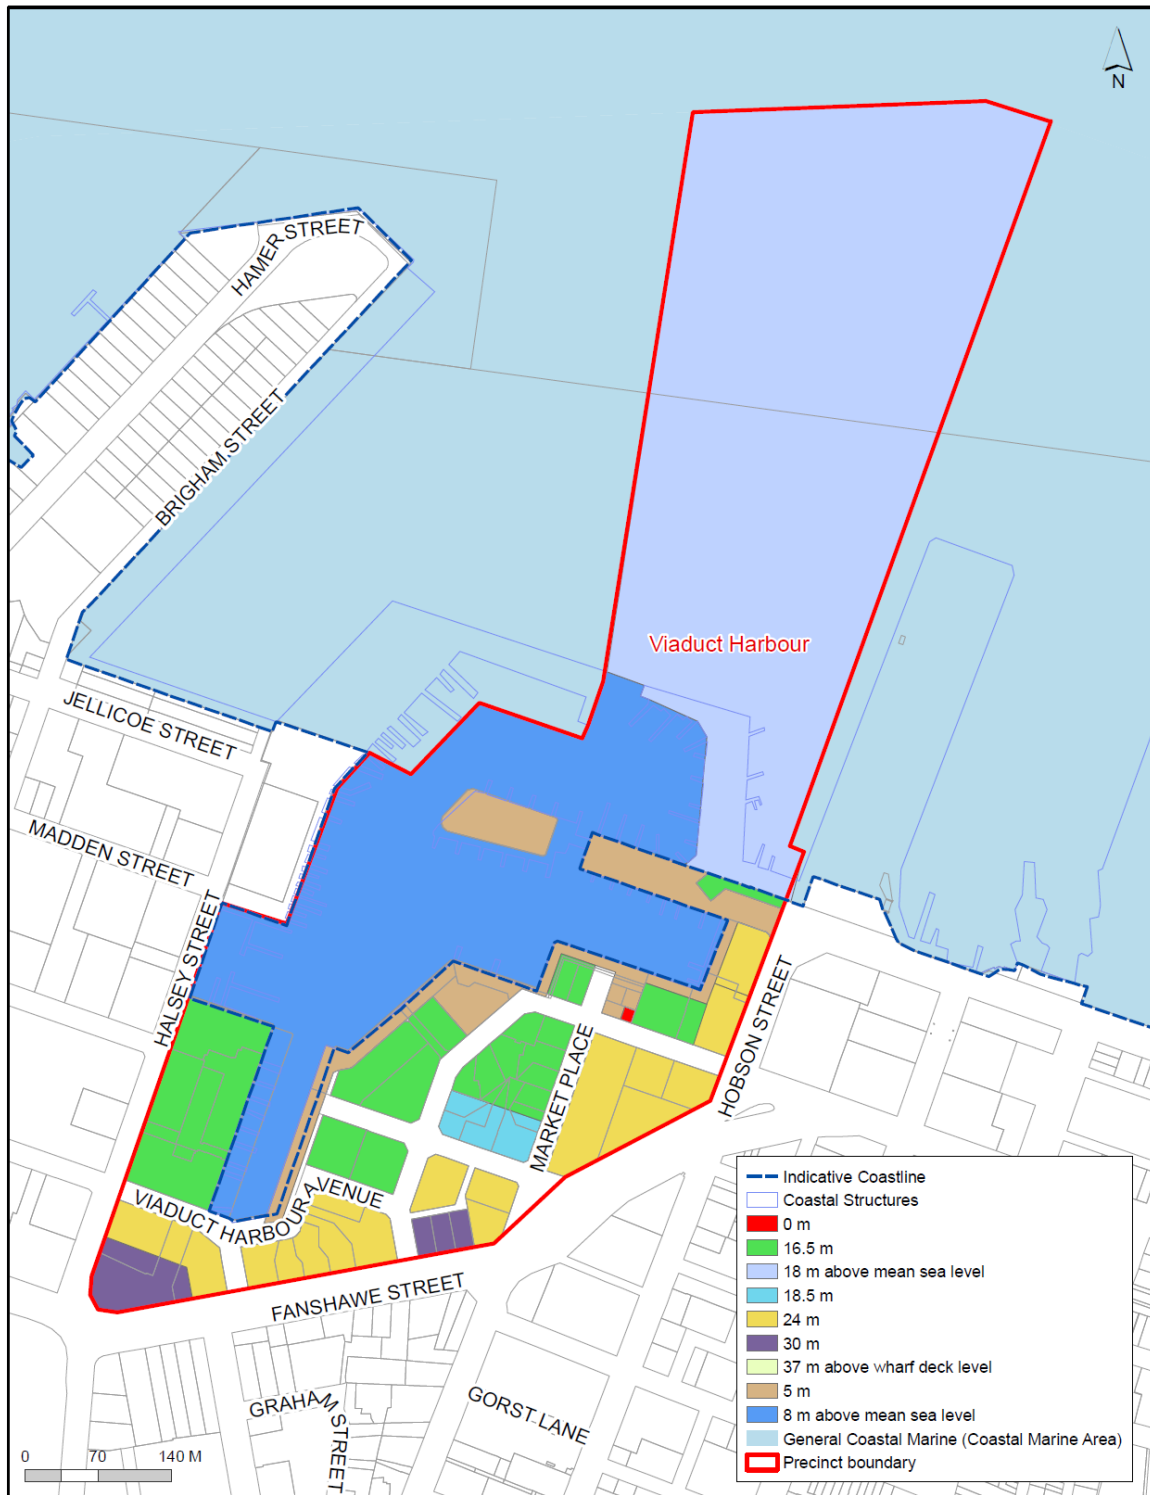 N
HAMER STREET
BRIGHAM STREET
Viaduct Harbour
JELLICOE STREET
MADDEN STREET
HALSEY STREET
MARKET PLACE
HOBSON STREET
VIADUCT HARBOUR AVENUE
FANSHAWE STREET
GRAHAM STREET
GORST LANE
0 70 140 M
Indicative Coastline
Coastal Structures
0 m
16.5 m
18 m above mean sea level
18.5 m
24 m
30 m
37 m above wharf deck level
5 m
8 m above mean sea level
General Coastal Marine (Coastal Marine Area)
Precinct boundary